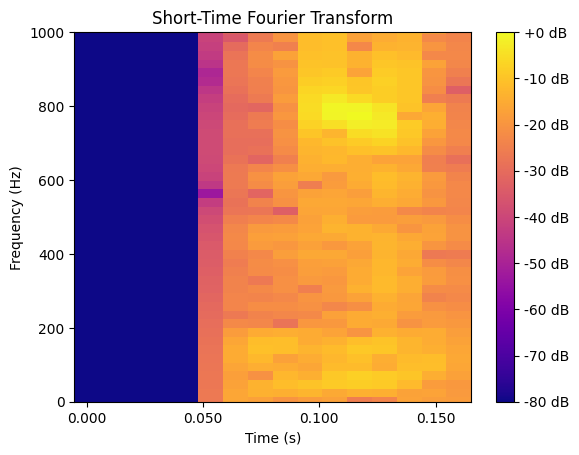 Short-Time Fourier Transform
1000
800
600
400
200
0
Frequency (Hz)
0.000
0.050
0.100
0.150
Time (s)
+0 dB
-10 dB
-20 dB
-30 dB
-40 dB
-50 dB
-60 dB
-70 dB
-80 dB